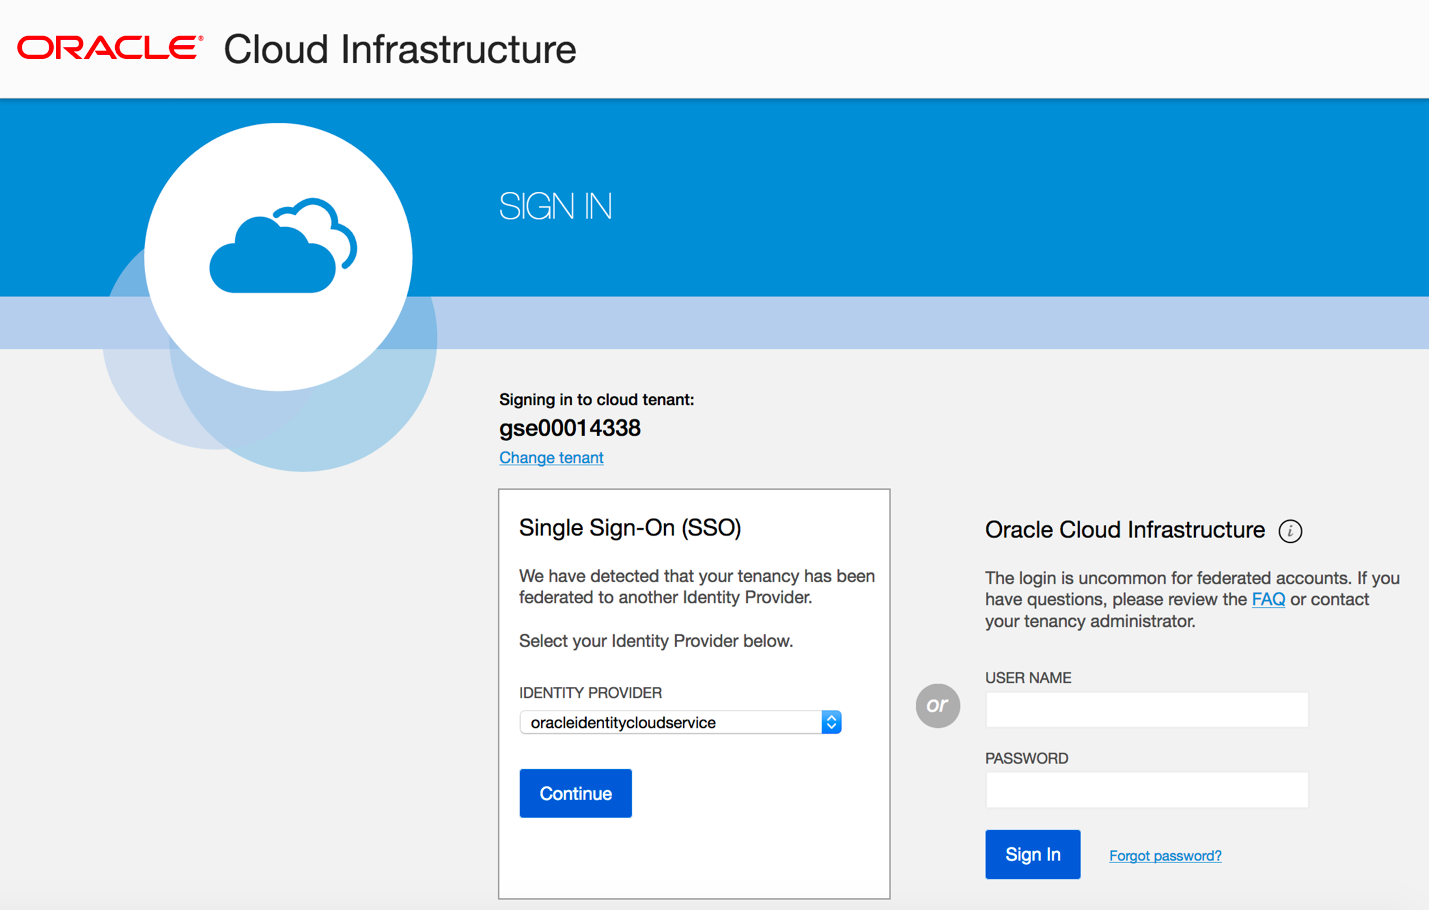 ORACLE® Cloud Infrastructure
SIGN IN
Signing in to cloud tenant:
gse00014338
Change tenant
Single Sign-On (SSO)
We have detected that your tenancy has been
federated to another Identity Provider.
Select your Identity Provider below.
IDENTITY PROVIDER
oracleidentitycloudservice
Continue
or
Oracle Cloud Infrastructure i
The login is uncommon for federated accounts. If you
have questions, please review the FAQ or contact
your tenancy administrator.
USER NAME
PASSWORD
Sign In
Forgot password?